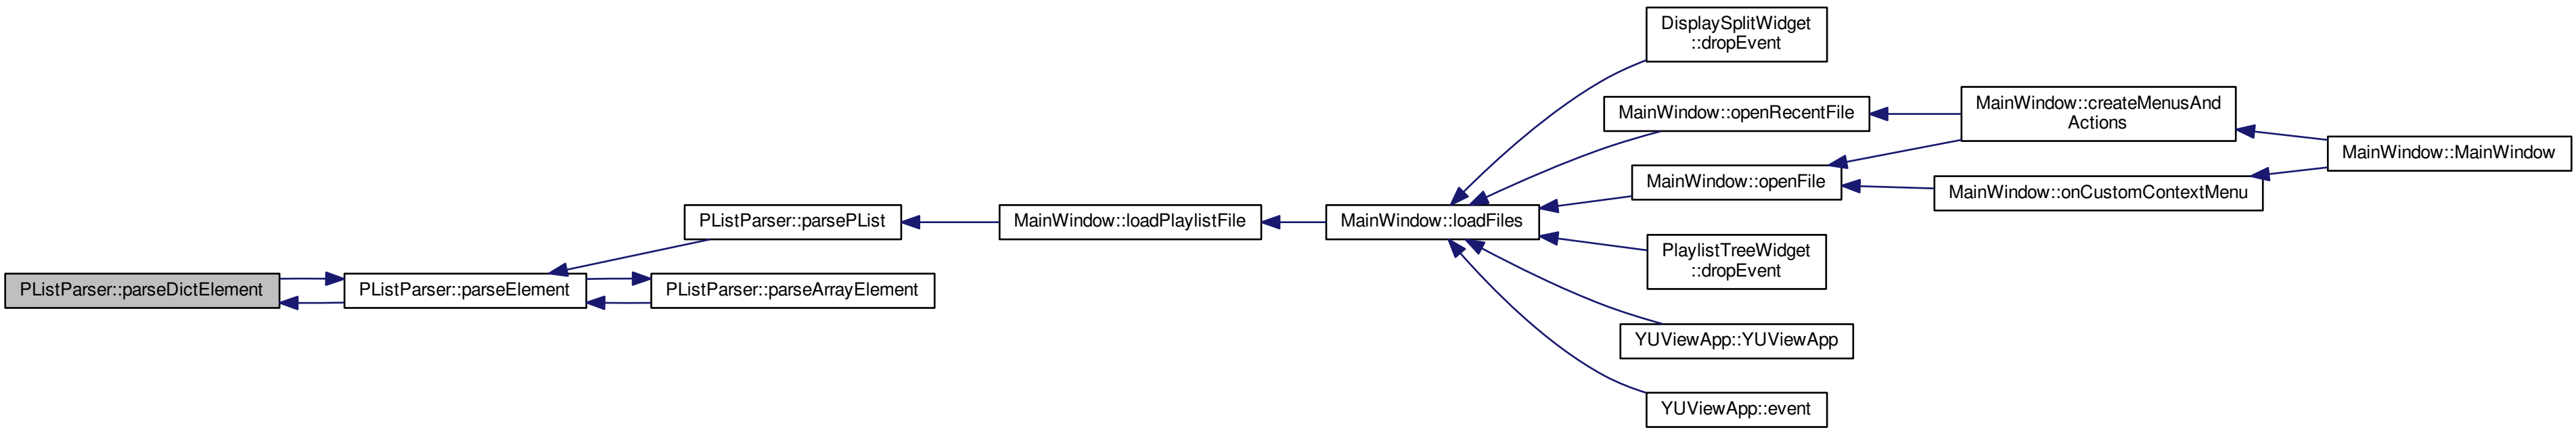 DisplaySplitWidget
::dropEvent
MainWindow::openRecentFile
MainWindow::createMenusAnd
Actions
MainWindow::MainWindow
MainWindow::openFile
MainWindow::onCustomContextMenu
PListParser::parsePList
MainWindow::loadPlaylistFile
MainWindow::loadFiles
PlaylistTreeWidget
::dropEvent
PListParser::parseDictElement
PListParser::parseElement
PListParser::parseArrayElement
YUViewApp::YUViewApp
YUViewApp::event